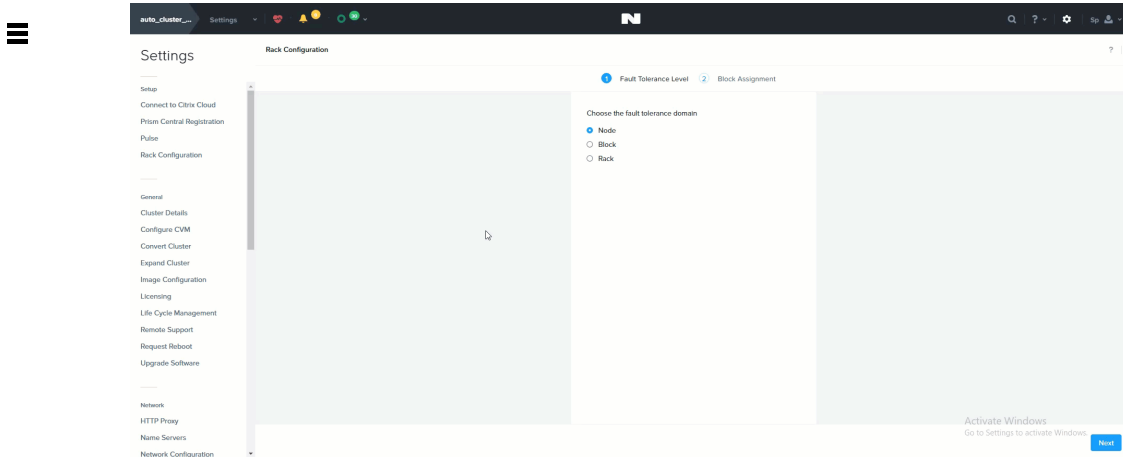 auto_cluster_... Settings
Sp
Settings
Rack Configuration
?
1 Fault Tolerance Level 2 Block Assignment
Setup
Connect to Citrix Cloud
Prism Central Registration
Pulse
Rack Configuration
Choose the fault tolerance domain
Node
Block
Rack
General
Cluster Details
Configure CVM
Convert Cluster
Expand Cluster
Image Configuration
Licensing
Life Cycle Management
Remote Support
Request Reboot
Upgrade Software
Network
HTTP Proxy
Name Servers
Network Configuration
Activate Windows
Go to Settings to activate Windows.
Next